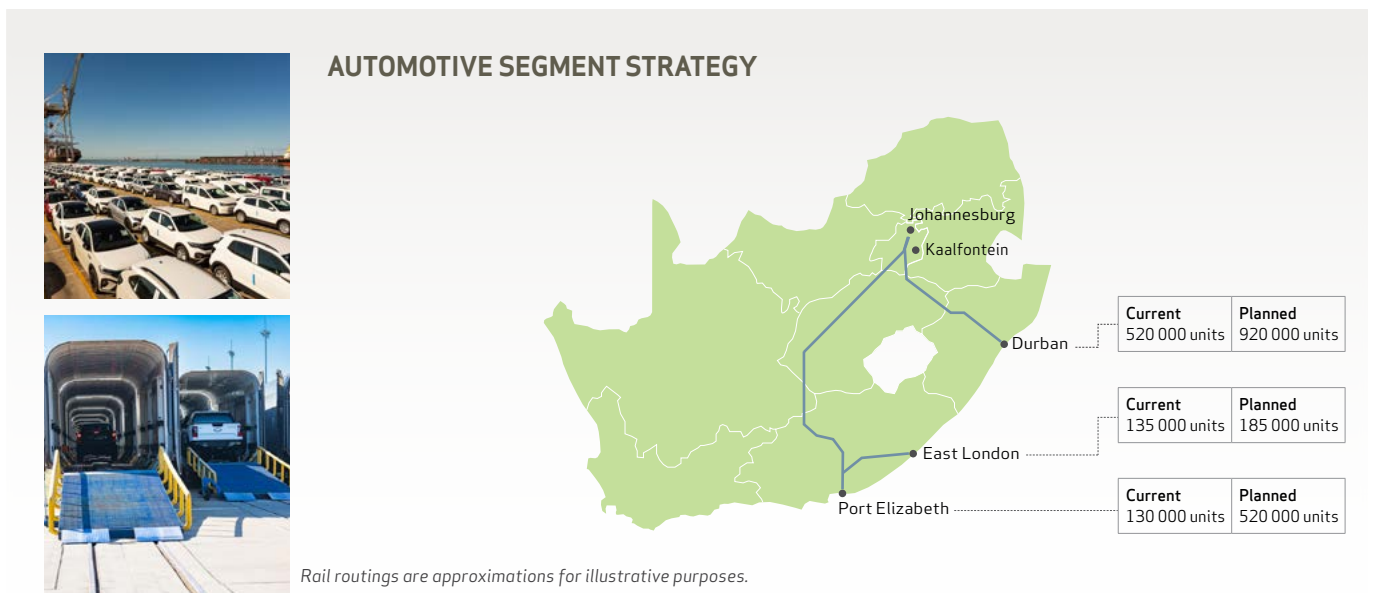 AUTOMOTIVE SEGMENT STRATEGY
Johannesburg
Kaalfontein
Durban
Current
520 000 units
Planned
920 000 units
East London
Current
135 000 units
Planned
185 000 units
Port Elizabeth
Current
130 000 units
Planned
520 000 units
Rail routings are approximations for illustrative purposes.